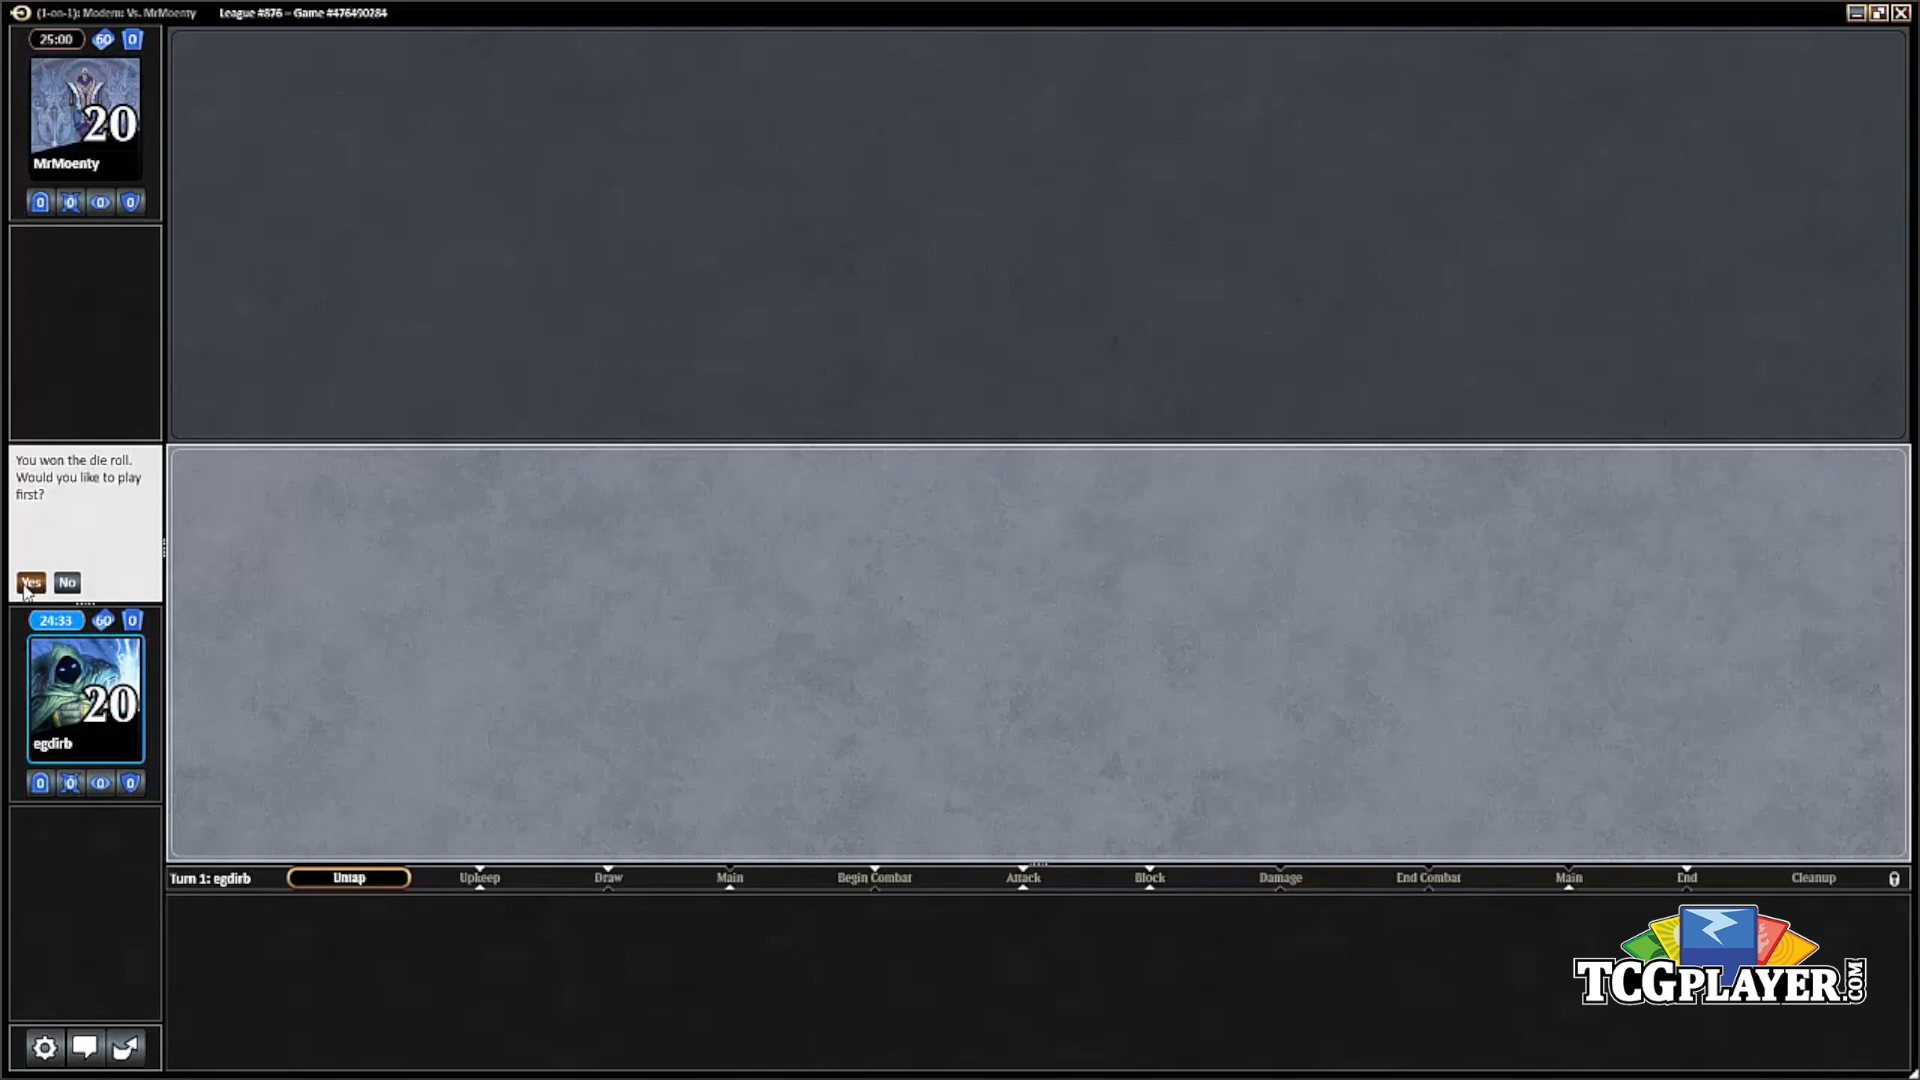 (1-on-1): Modern: Vs. MrMoenty League #876 – Game #476490284
25:00 60 0
20
MrMoenty
0 0 0 0
You won the die roll.
Would you like to play
first?
Yes No
24:33 60 0
20
egdirb
0 0 0 0
Turn 1: egdirb Untap Upkeep Draw Main Begin Combat Attack Block Damage End Combat Main End Cleanup
TCGPLAYER.COM